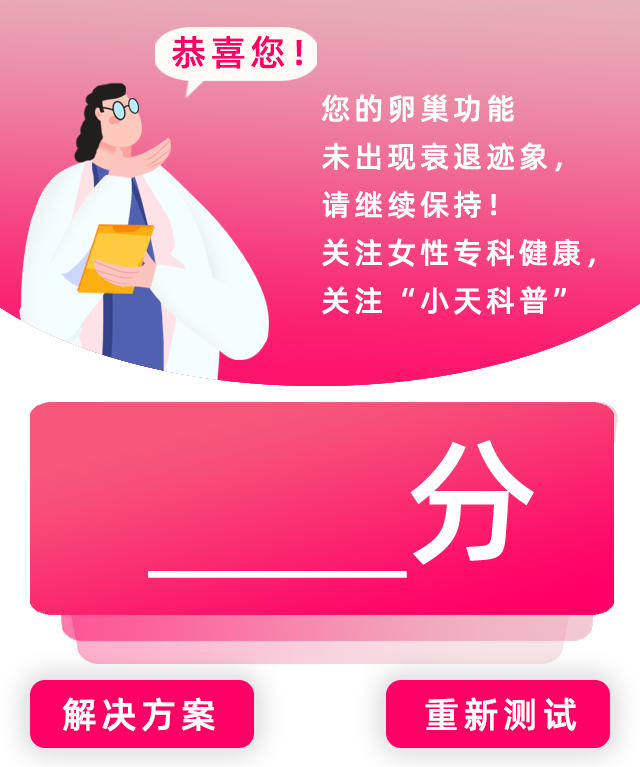 恭喜您！
您的卵巢功能
未出现衰退迹象，
请继续保持！
关注女性专科健康，
关注“小天科普”
____分
解决方案
重新测试